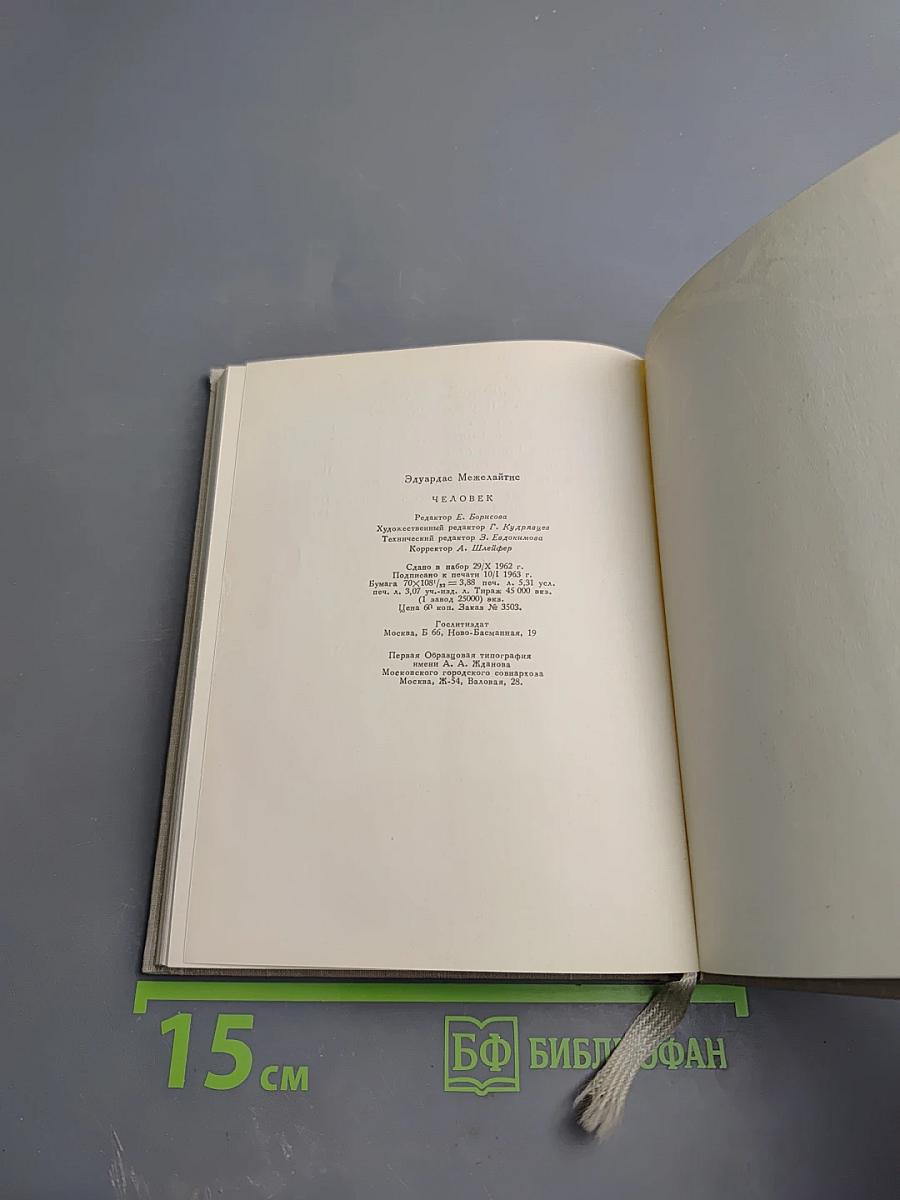 Эдуардас Межелайтис
ЧЕЛОВЕК
Редактор Е. Борисова
Художественный редактор Г. Кудрявцев
Технический редактор З. Евдокимова
Корректор А. Шлейфер
Сдано в набор 29/X 1962 г.
Подписано к печати 10/I 1963 г.
Бумага 70×108¹/₃₂ = 3,88 печ. л. 5,31 усл.
печ. л. 3,07 уч.-изд. л. Тираж 45 000 экз.
(1 завод 25000) экз.
Цена 60 коп. Заказ № 3503.
Гослитиздат
Москва, Б 66, Ново-Басманная, 19
Первая Образцовая типография
имени А. А. Жданова
Московского городского совнархоза
Москва, Ж-54, Валовая, 28.
15 см
БФ БИБЛИОФАН